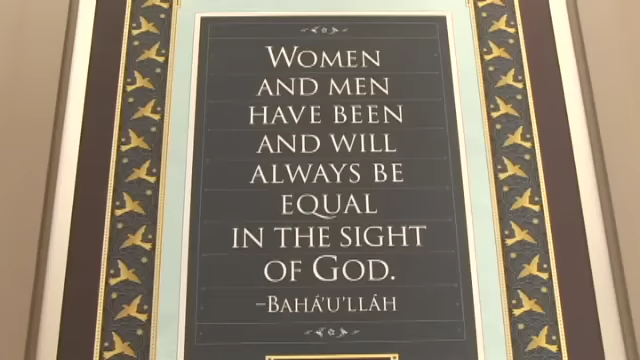 Women
and men
have been
and will
always be
equal
in the sight
of God.
–Bahá’u’lláh